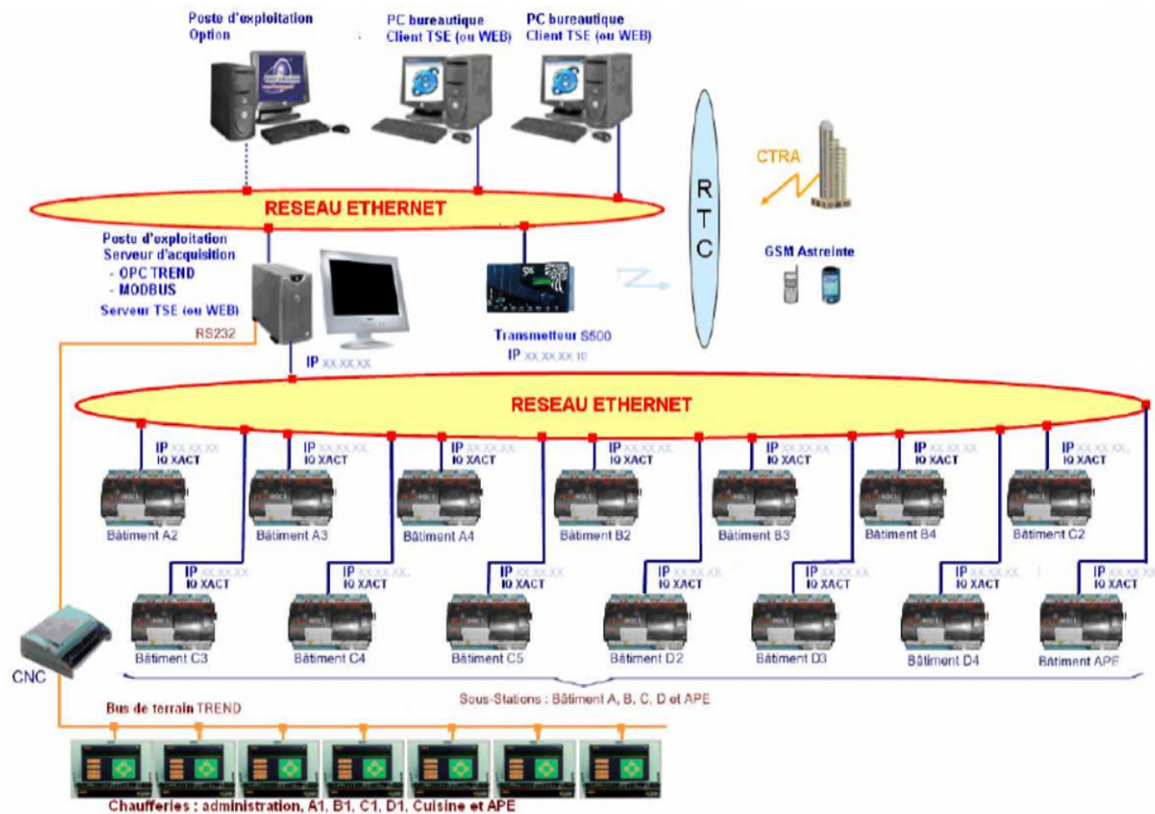 Poste d'exploitation
Option
PC bureautique
Client TSE (ou WEB)
PC bureautique
Client TSE (ou WEB)
RESEAU ETHERNET
RTC
CTRA
GSM Astreinte
Poste d'exploitation
Serveur d'acquisition
- OPC TREND
- MODBUS
Serveur TSE (ou WEB)
RS232
IP XX.XX.XX
Transmetteur S500
IP XX.XX.XX.10
RESEAU ETHERNET
IP XX.XX.XX
IQ XACT
Bâtiment A2
IP XX.XX.XX.
IQ XACT
Bâtiment A3
IP XX.XX.XX
IQ XACT
Bâtiment A4
IP XX.XX.XX
IQ XACT
Bâtiment B2
IP XX.XX.XX
IQ XACT
Bâtiment B3
IP XX.XX.XX
IQ XACT
Bâtiment B4
IP XX.XX.XX.
IQ XACT
Bâtiment C2
IP XX.XX.XX
IQ XACT
Bâtiment C3
IP XX.XX.XX.
IQ XACT
Bâtiment C4
IP XX.XX.XX
IQ XACT
Bâtiment C5
IP XX.XX.XX
IQ XACT
Bâtiment D2
IP XX.XX.XX
IQ XACT
Bâtiment D3
IP XX.XX.XX
IQ XACT
Bâtiment D4
IP XX.XX.XX
IQ XACT
Bâtiment APE
CNC
Sous-Stations : Bâtiment A, B, C, D et APE
Bus de terrain TREND
Chaufferies : administration, A1, B1, C1, D1, Cuisine et APE